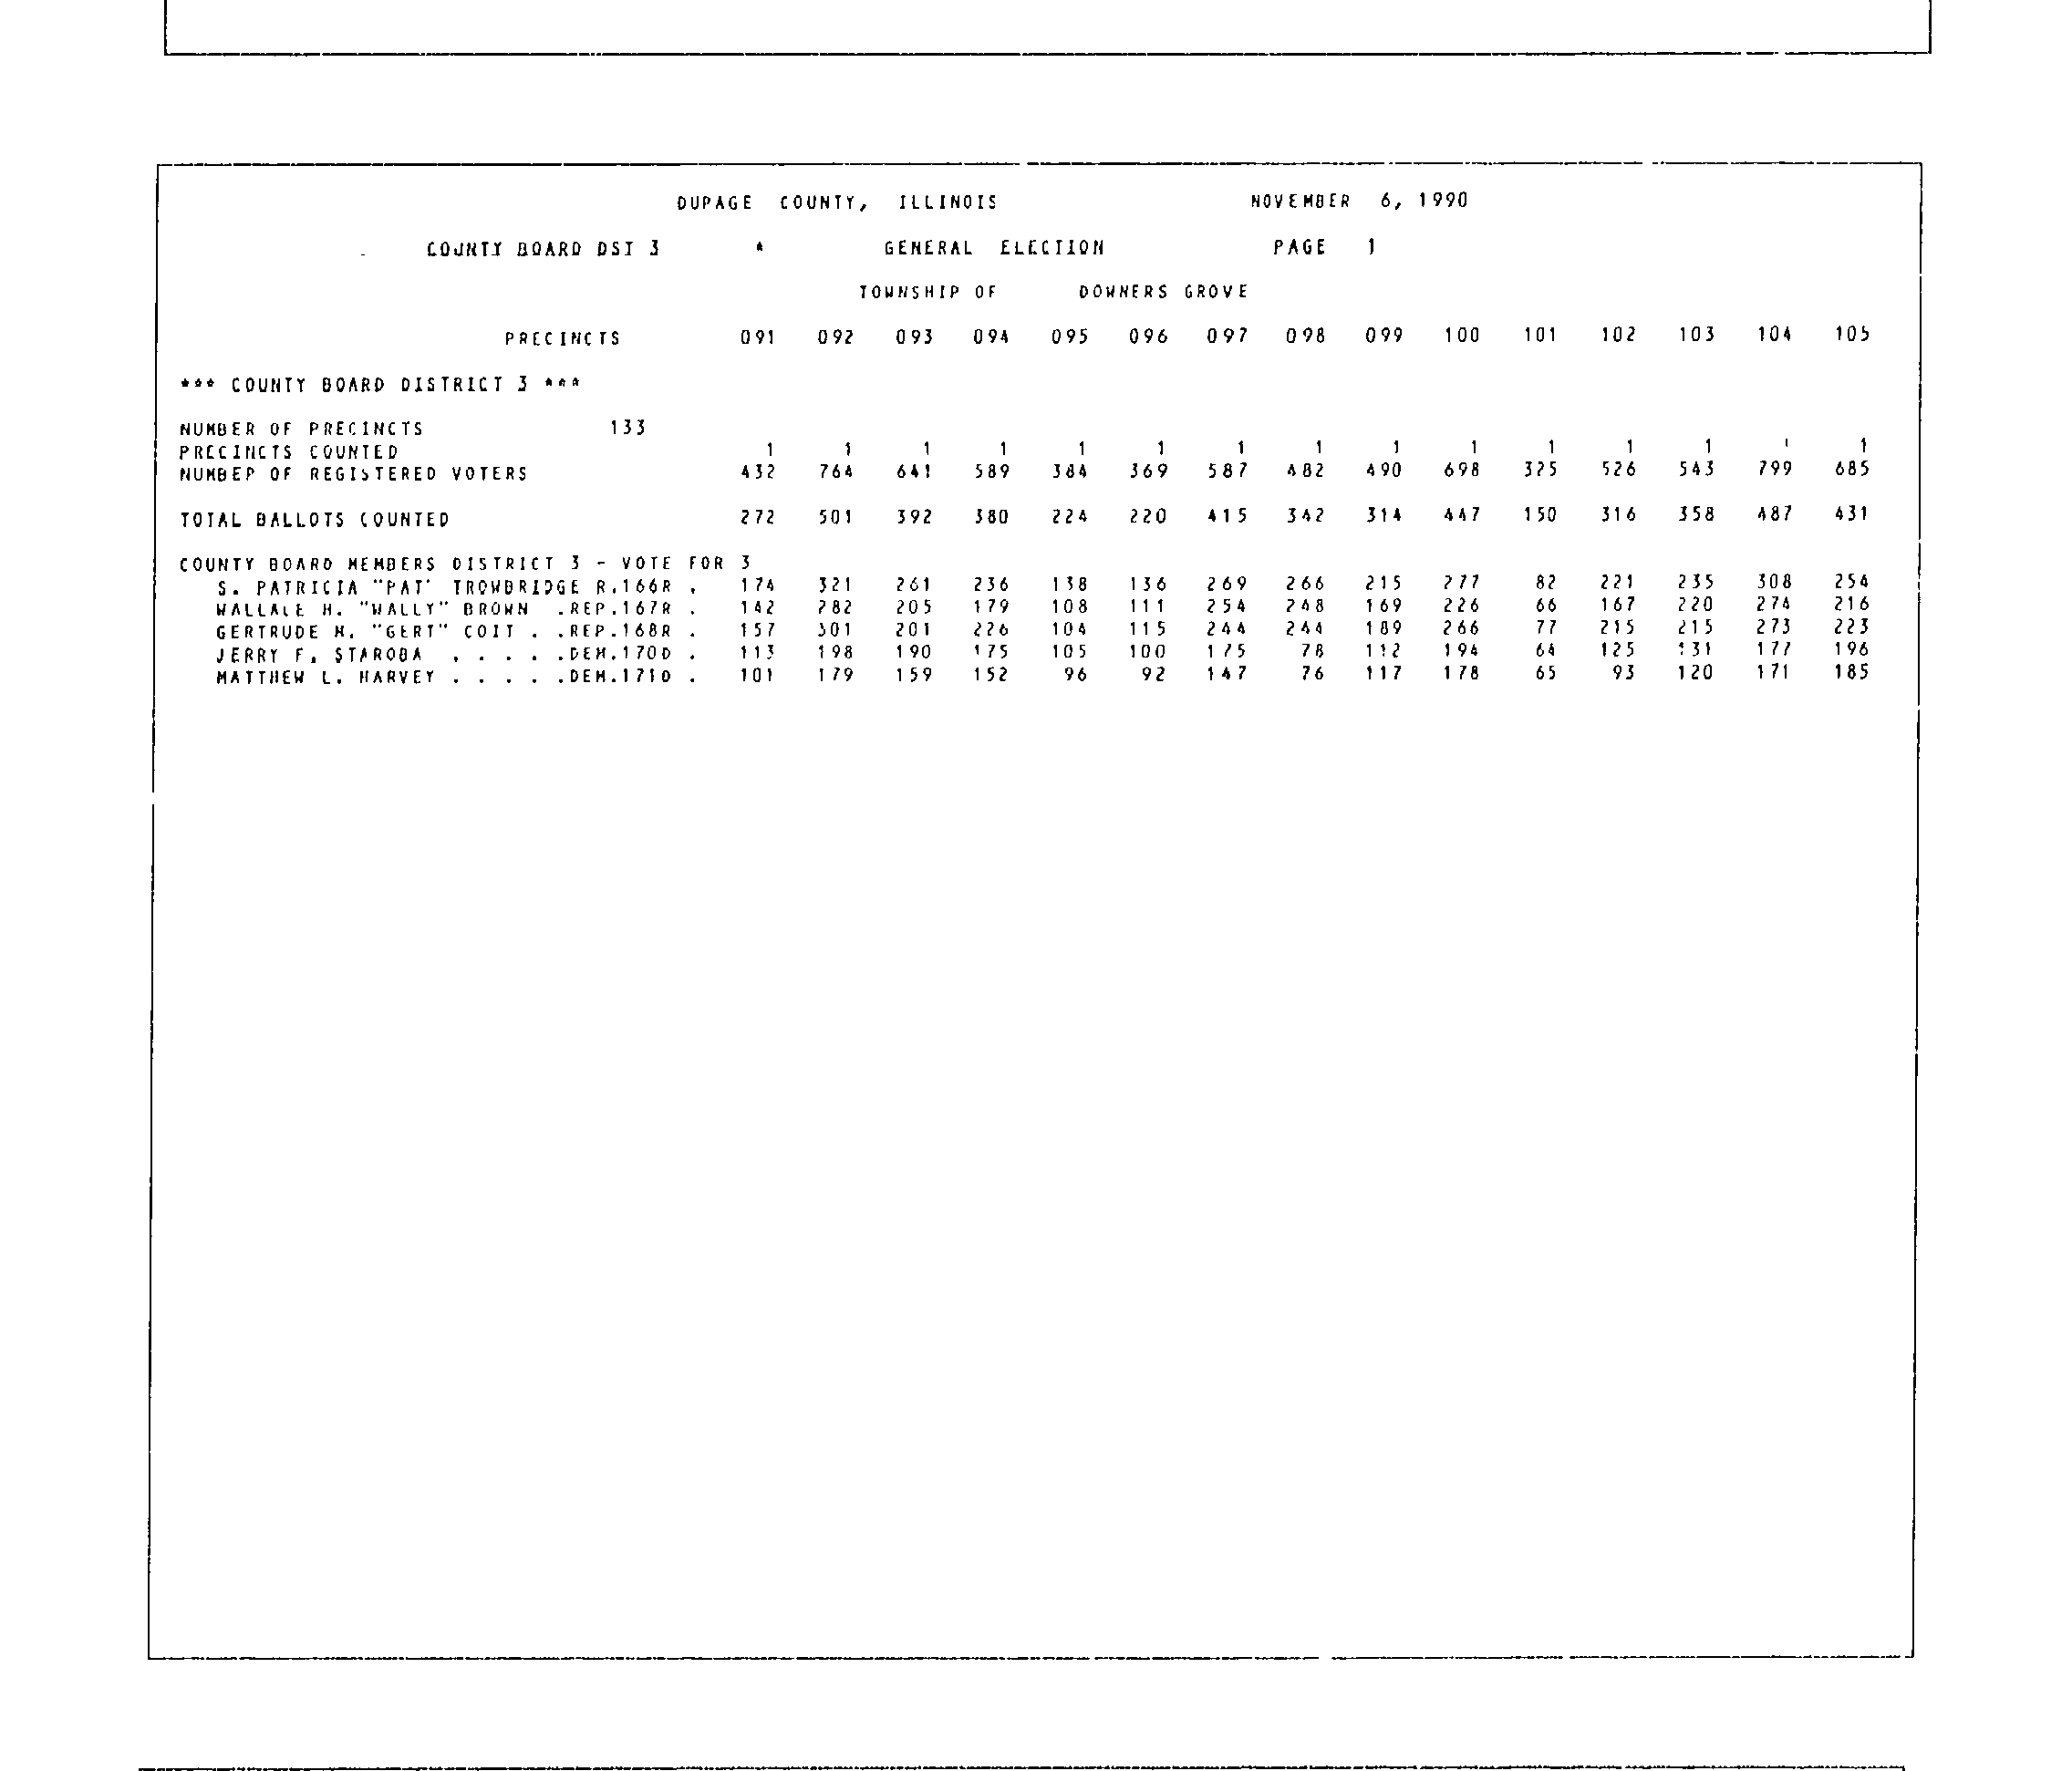 DUPAGE COUNTY, ILLINOIS NOVEMBER 6, 1990
COUNTY BOARD DST 3 * GENERAL ELECTION PAGE 1
TOWNSHIP OF DOWNERS GROVE
PRECINCTS 091 092 093 094 095 096 097 098 099 100 101 102 103 104 105
*** COUNTY BOARD DISTRICT 3 ***
NUMBER OF PRECINCTS 133
PRECINCTS COUNTED 1 1 1 1 1 1 1 1 1 1 1 1 1 1 1
NUMBER OF REGISTERED VOTERS 432 764 641 589 384 369 587 482 490 698 325 526 543 799 685
TOTAL BALLOTS COUNTED 272 501 392 380 224 220 415 342 314 447 150 316 358 487 431
COUNTY BOARD MEMBERS DISTRICT 3 - VOTE FOR 3
S. PATRICIA "PAT" TROWBRIDGE R.166R . 174 321 261 236 138 136 269 266 215 277 82 221 235 308 254
WALLACE H. "WALLY" BROWN .REP.167R . 142 282 205 179 108 111 254 248 169 226 66 167 220 274 216
GERTRUDE M. "GERT" COIT . .REP.168R . 157 301 201 226 104 115 244 244 189 266 77 215 215 273 223
JERRY F. STAROBA . . . . .DEM.170D . 113 198 190 175 105 100 175 78 112 194 64 125 131 177 196
MATTHEW L. HARVEY . . . . .DEM.171D . 101 179 159 152 96 92 147 76 117 178 65 93 120 171 185